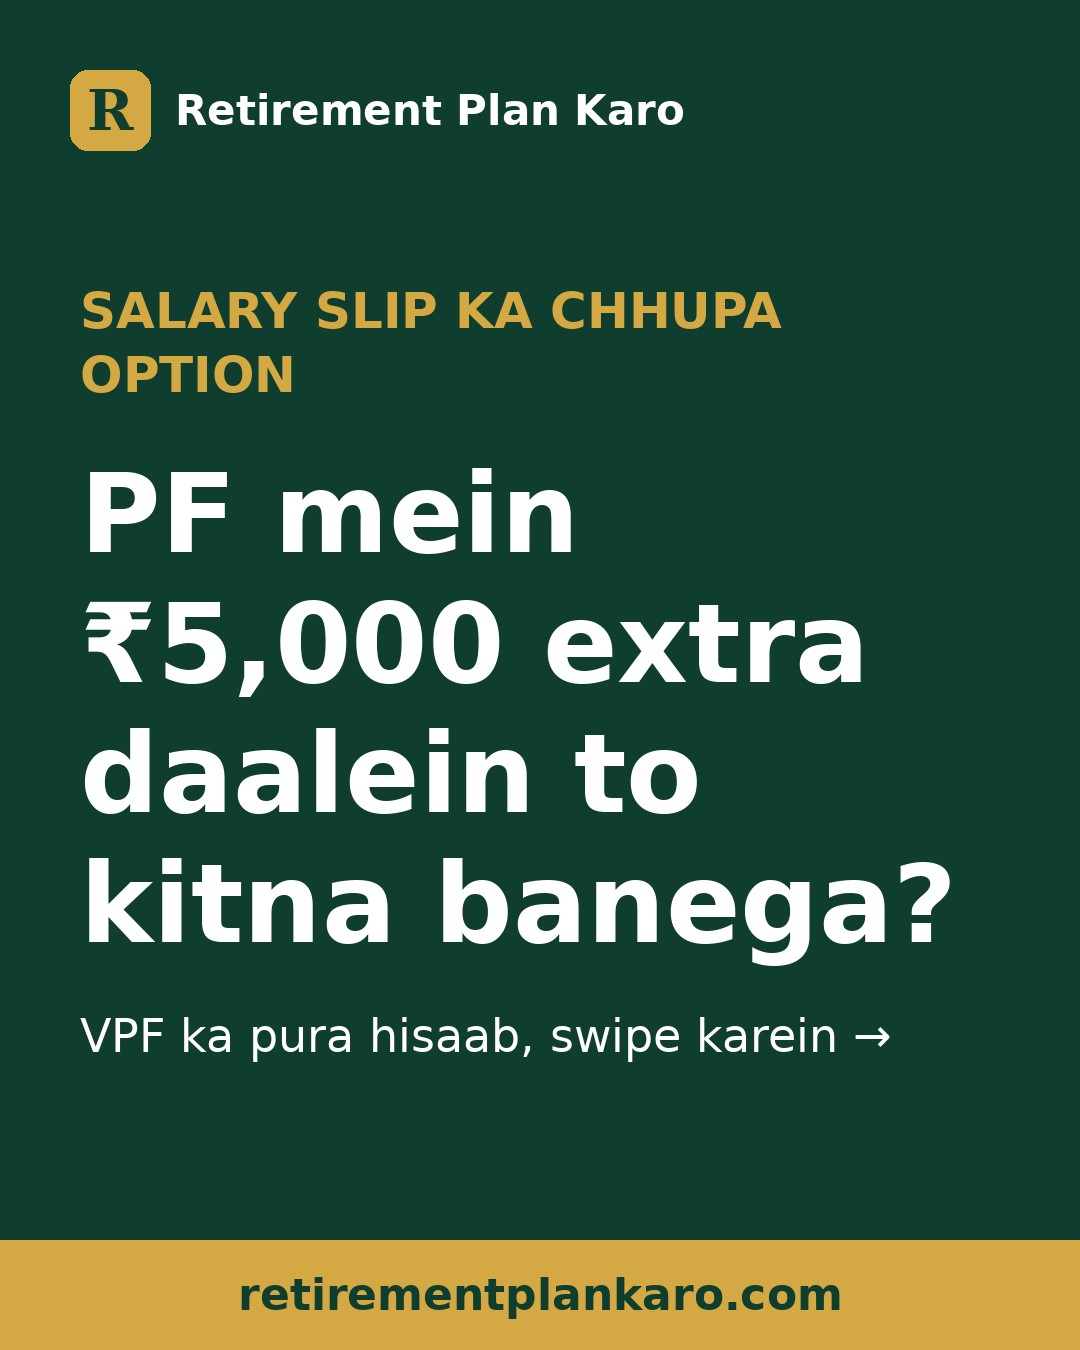 R
Retirement Plan Karo
SALARY SLIP KA CHHUPA
OPTION
PF mein
₹5,000 extra
daalein to
kitna banega?
VPF ka pura hisaab, swipe karein →
retirementplankaro.com